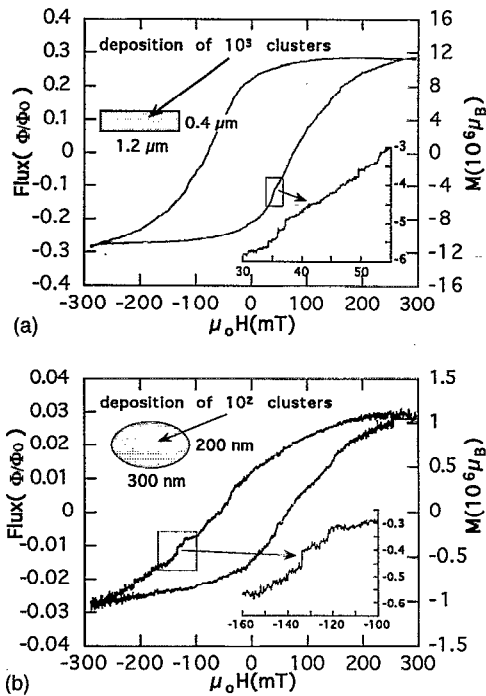 (a)
deposition of 10³ clusters
0.4 µm
1.2 µm
Flux( Φ/Φo)
0.4
0.3
0.2
0.1
0
-0.1
-0.2
-0.3
-0.4
M(10⁶µB)
16
12
8
4
0
-4
-8
-12
-16
-3
-4
-5
-6
30 40 50
-300 -200 -100 0 100 200 300
µoH(mT)
(b)
deposition of 10² clusters
200 nm
300 nm
Flux( Φ/Φo)
0.04
0.03
0.02
0.01
0
-0.01
-0.02
-0.03
-0.04
M(10⁶µB)
1.5
1
0.5
0
-0.5
-1
-1.5
-0.3
-0.4
-0.5
-0.6
-160 -140 -120 -100
-300 -200 -100 0 100 200 300
µoH(mT)